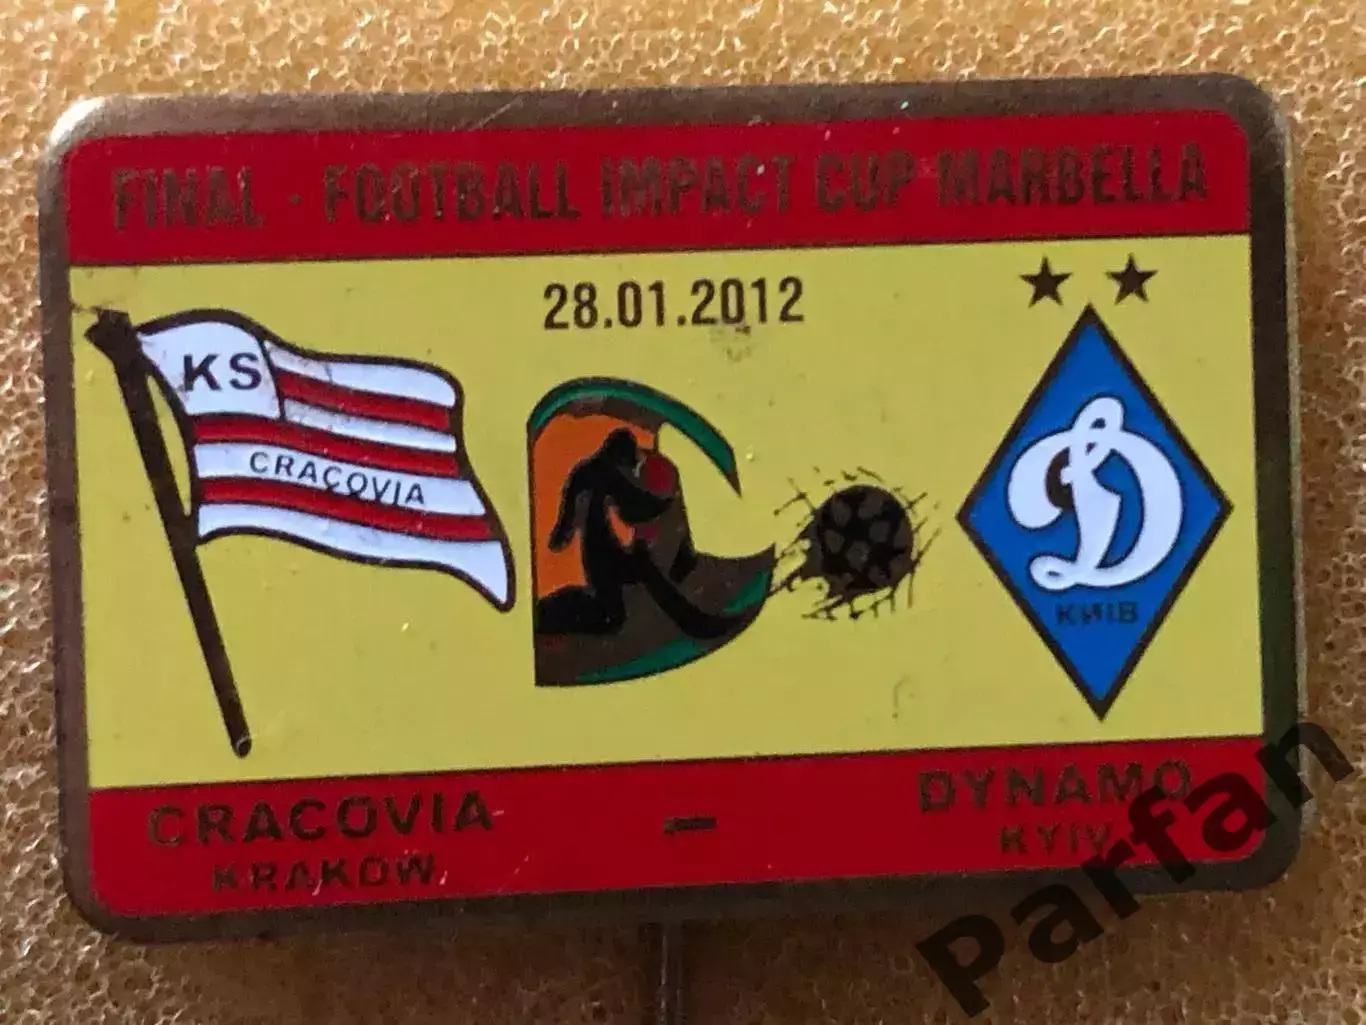 FINAL - FOOTBALL IMPACT CUP MARBELLA
28.01.2012
KS
CRACOVIA
Д
КИЇВ
CRACOVIA - DYNAMO
KRAKOW KYIV
Parfan